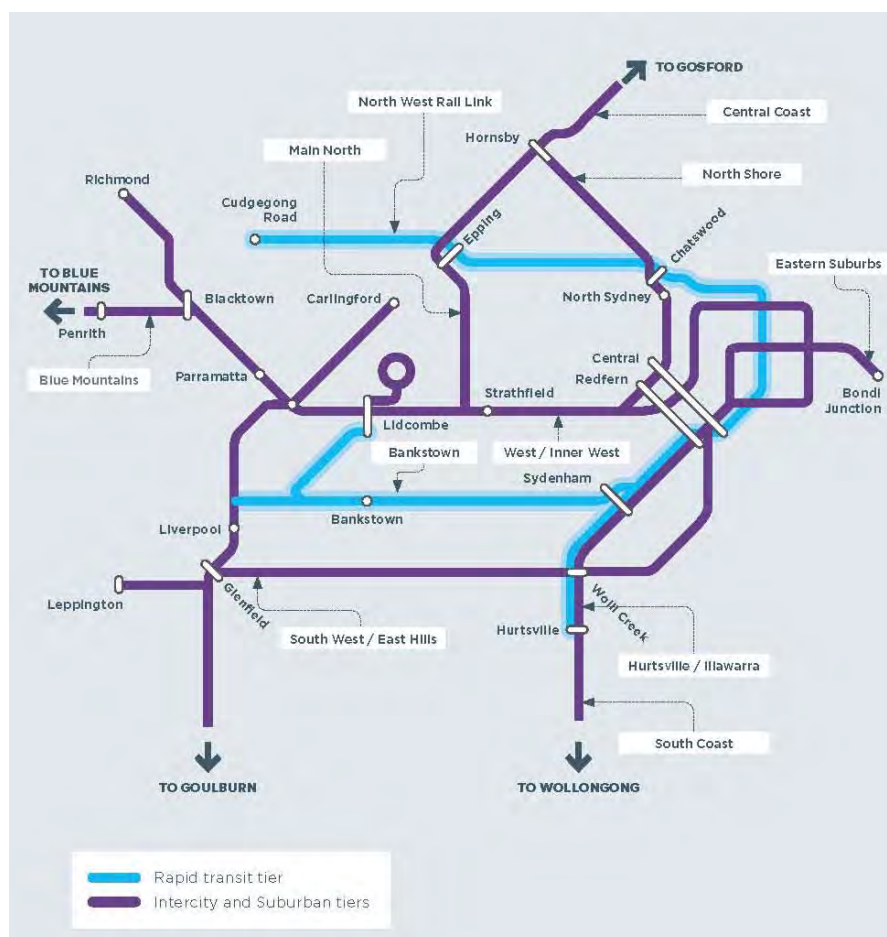 TO GOSFORD
North West Rail Link
Central Coast
Hornsby
Main North
Richmond
North Shore
Cudgegong
Road
Epping
Chatswood
Eastern Suburbs
TO BLUE
MOUNTAINS
Blacktown
Carlingford
North Sydney
Penrith
Central
Blue Mountains
Parramatta
Redfern
Bondi
Junction
Strathfield
Lidcombe
Bankstown
West / Inner West
Sydenham
Bankstown
Liverpool
Leppington
Glenfield
Wolli Creek
South West / East Hills
Hurtsville
Hurtsville / Illawarra
South Coast
TO GOULBURN
TO WOLLONGONG
Rapid transit tier
Intercity and Suburban tiers